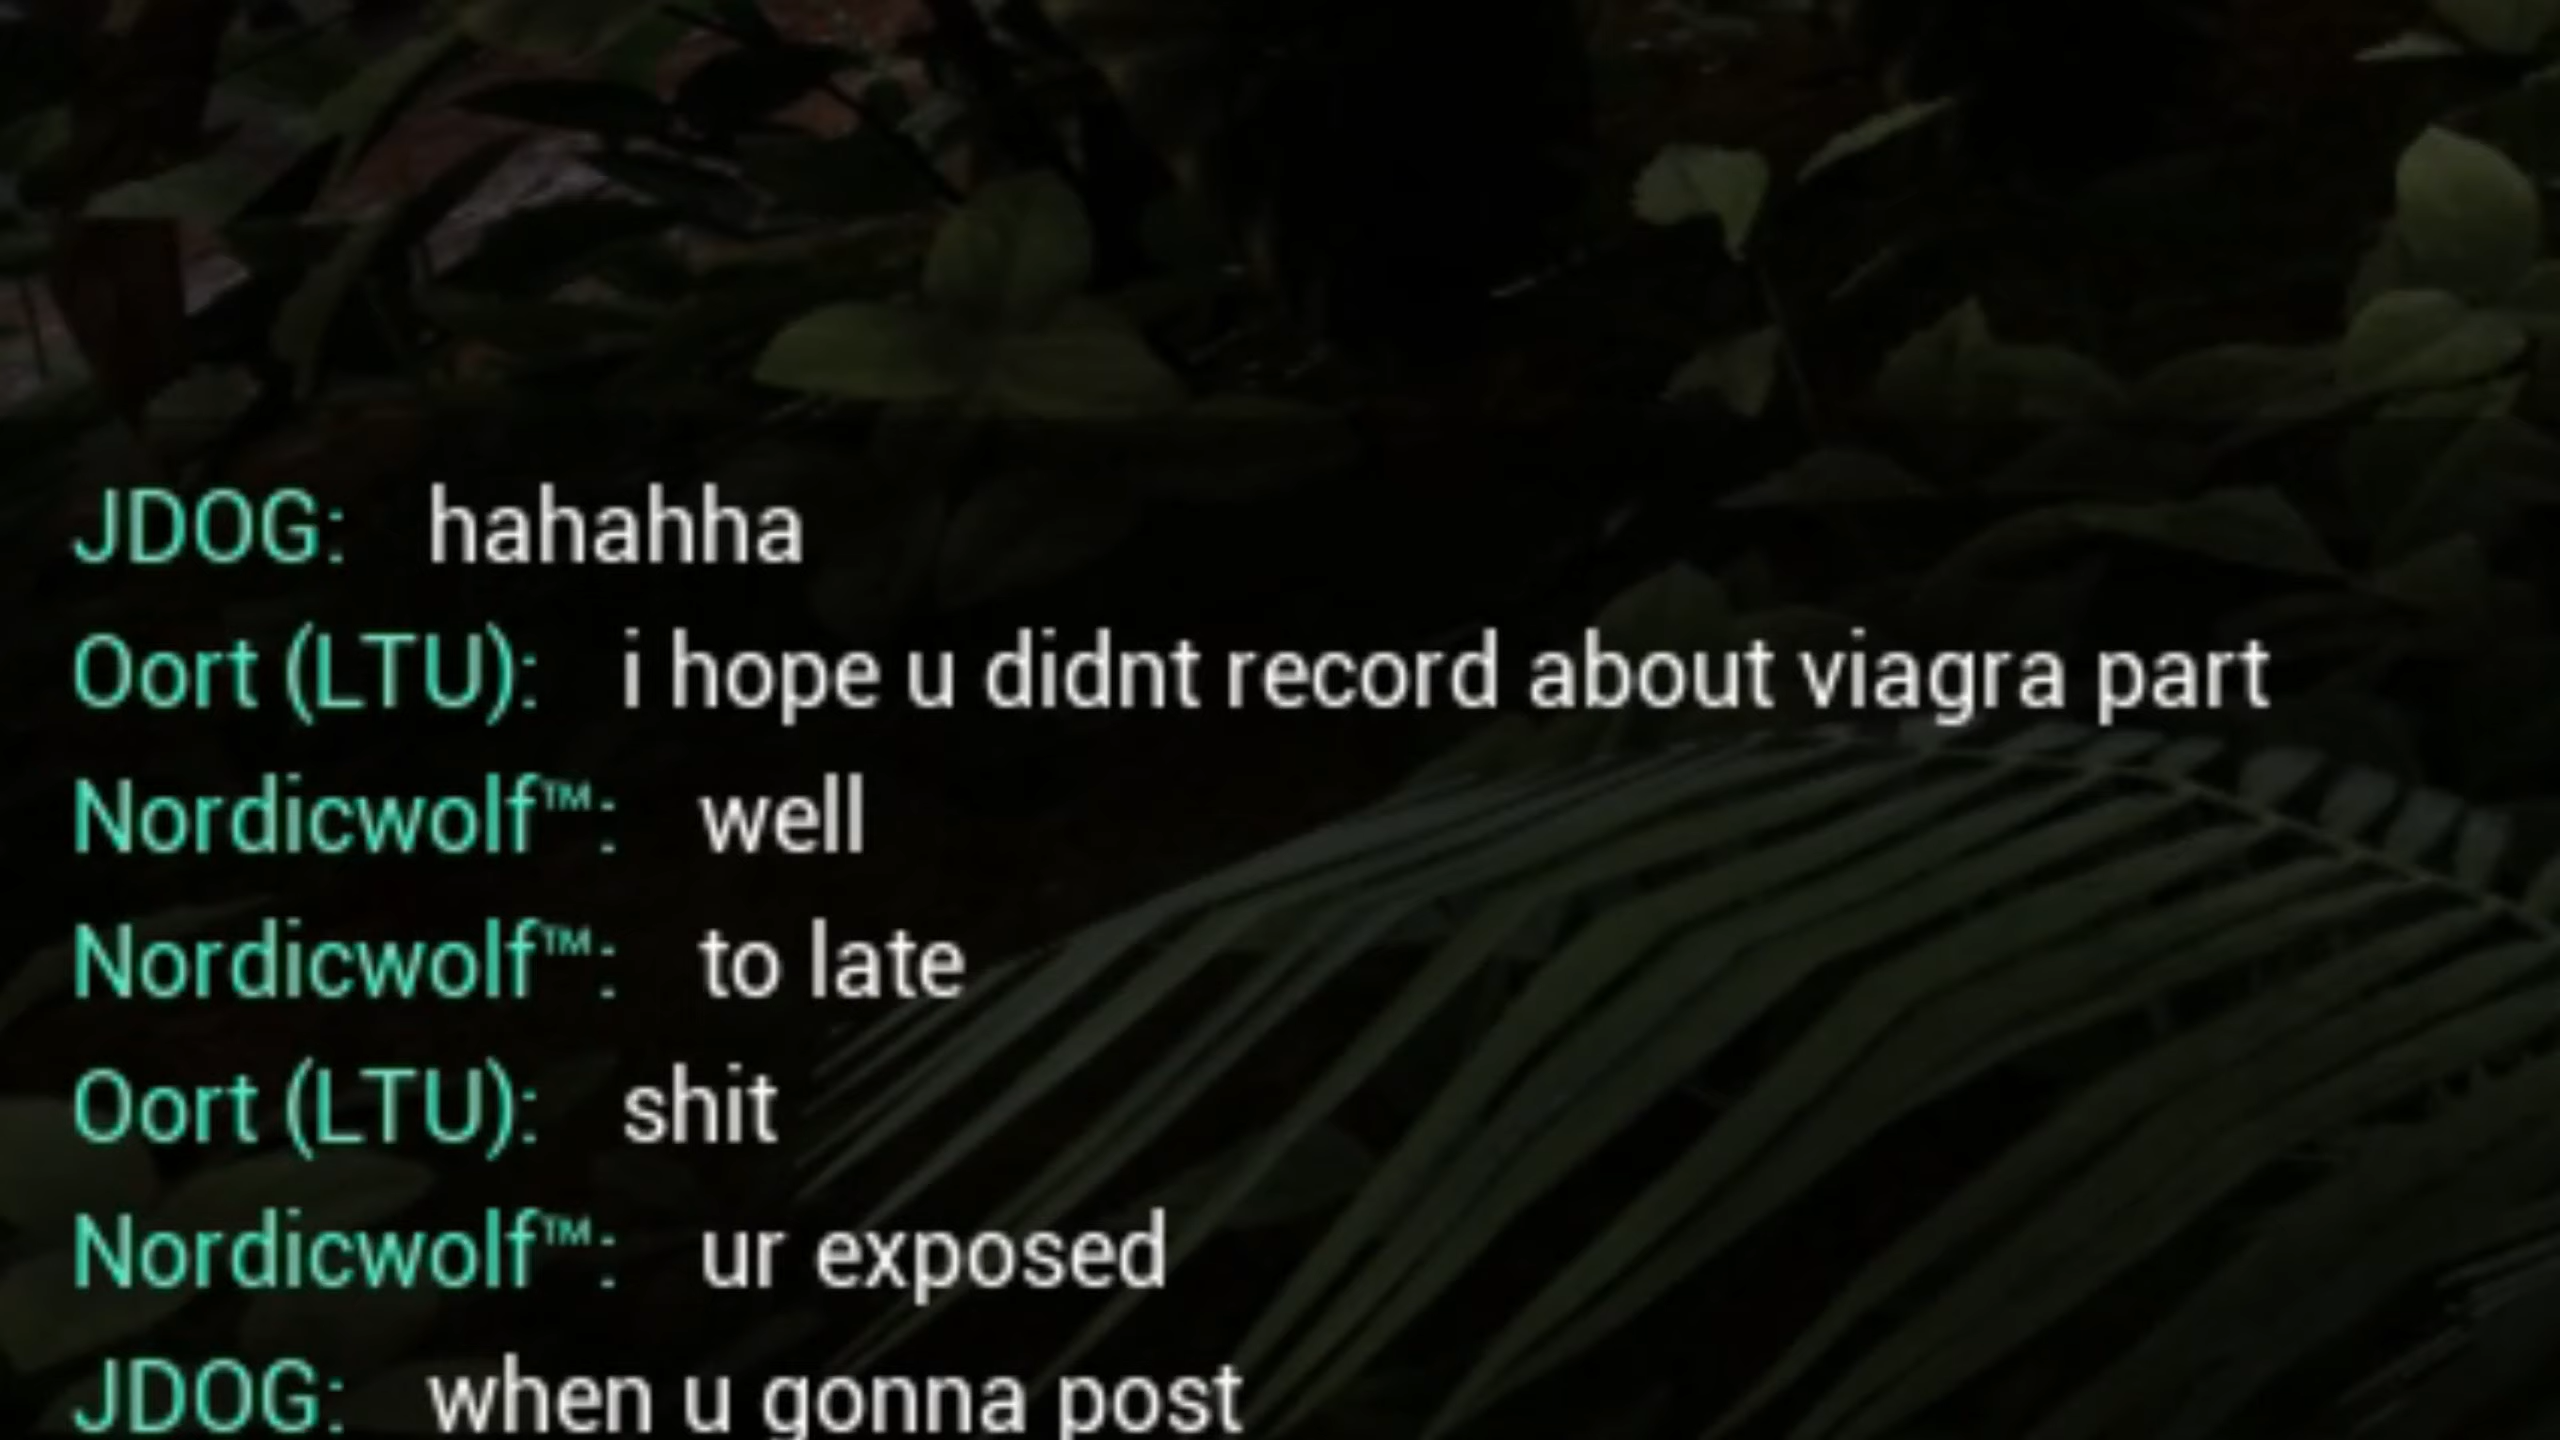 JDOG: hahahha
Oort (LTU): i hope u didnt record about viagra part
Nordicwolf™: well
Nordicwolf™: to late
Oort (LTU): shit
Nordicwolf™: ur exposed
JDOG: when u gonna post